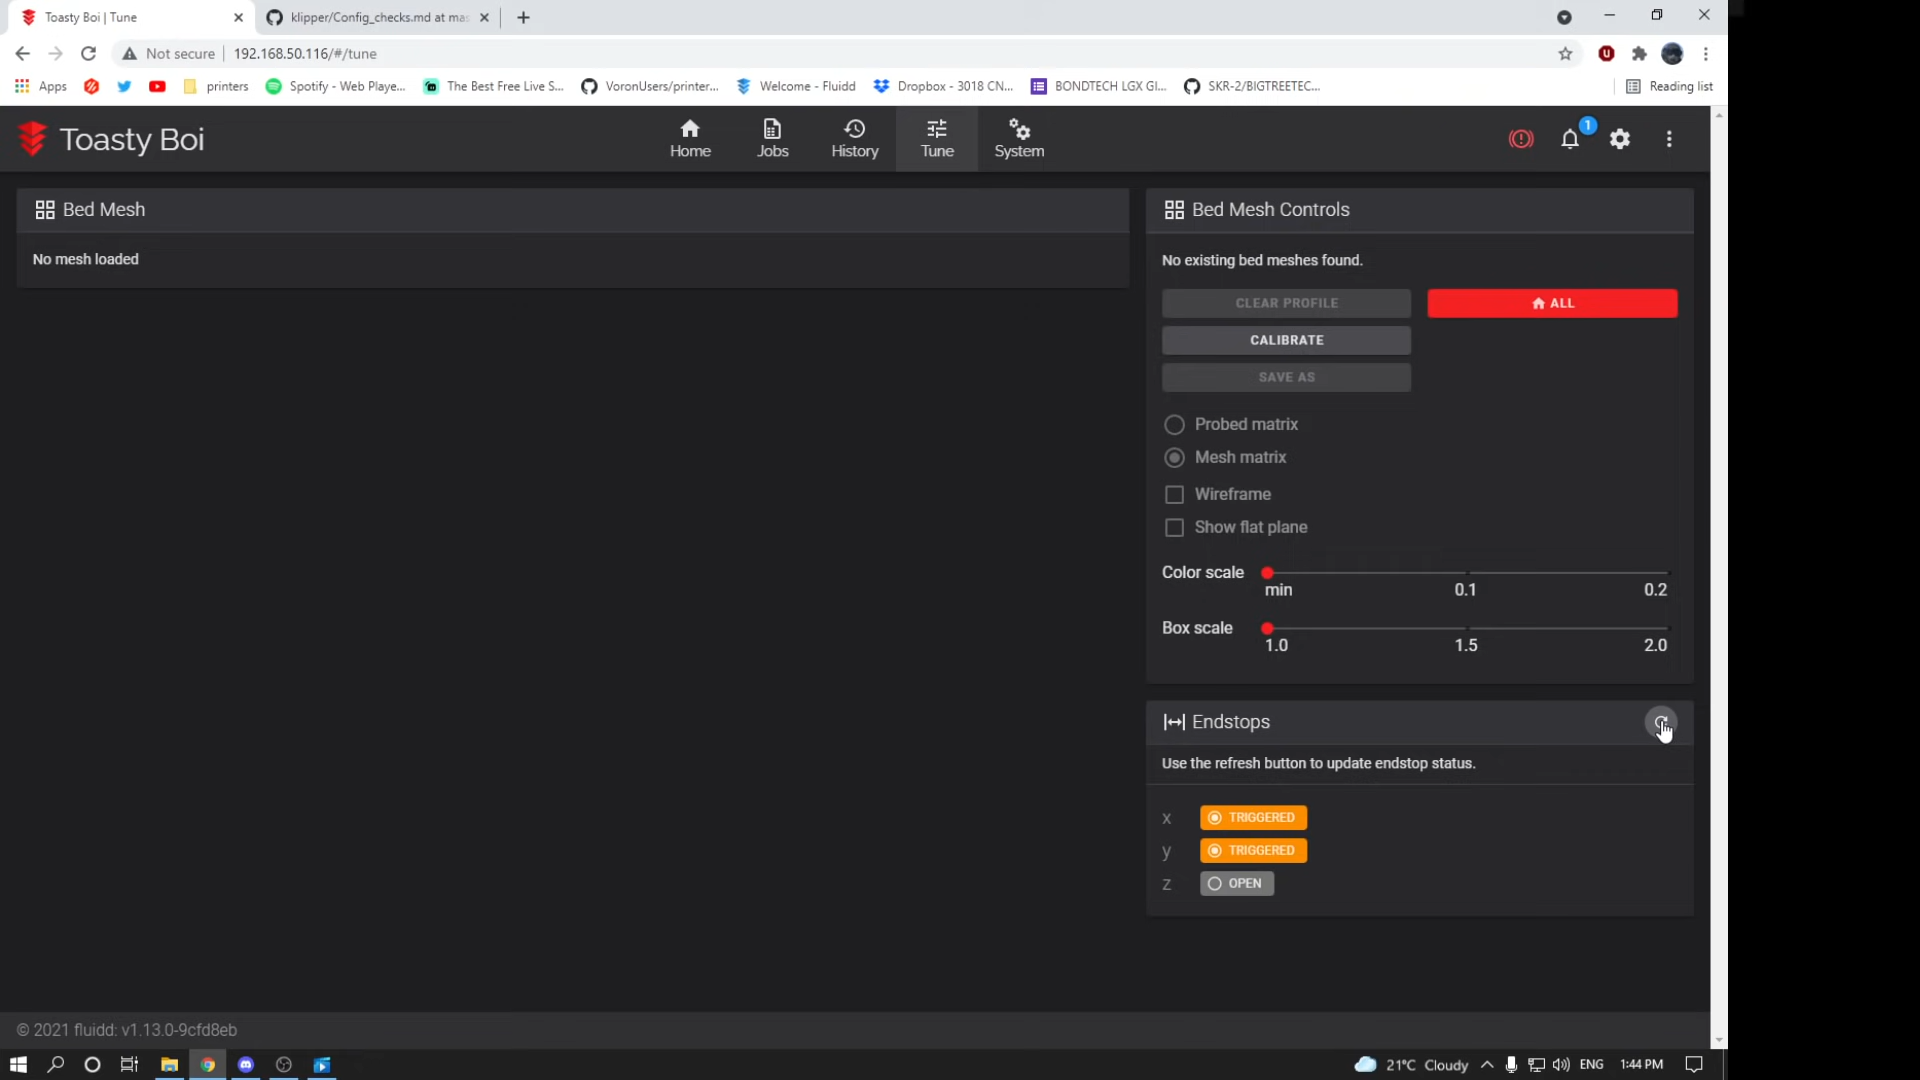 Toasty Boi | Tune
klipper/Config_checks.md at mas
Not secure
192.168.50.116/#/tune
Apps
printers
Spotify - Web Playe...
The Best Free Live S...
VoronUsers/printer...
Welcome - Fluidd
Dropbox - 3018 CN...
BONDTECH LGX GI...
SKR-2/BIGTREETEC...
Reading list
Toasty Boi
Home
Jobs
History
Tune
System
1
Bed Mesh
No mesh loaded
Bed Mesh Controls
No existing bed meshes found.
CLEAR PROFILE
ALL
CALIBRATE
SAVE AS
Probed matrix
Mesh matrix
Wireframe
Show flat plane
Color scale
min 0.1 0.2
Box scale
1.0 1.5 2.0
Endstops
Use the refresh button to update endstop status.
x TRIGGERED
y TRIGGERED
z OPEN
© 2021 fluidd: v1.13.0-9cfd8eb
21°C Cloudy
ENG
1:44 PM